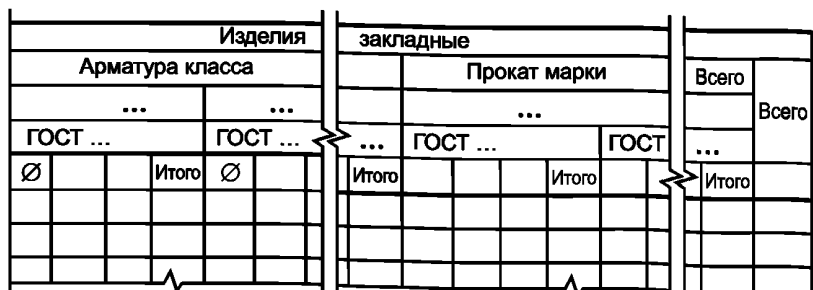 Изделия закладные
Арматура класса Прокат марки Всего
... ... ... Всего
ГОСТ ... ГОСТ ... ... ГОСТ ... ГОСТ ...
Ø Итого Ø Итого Итого Итого